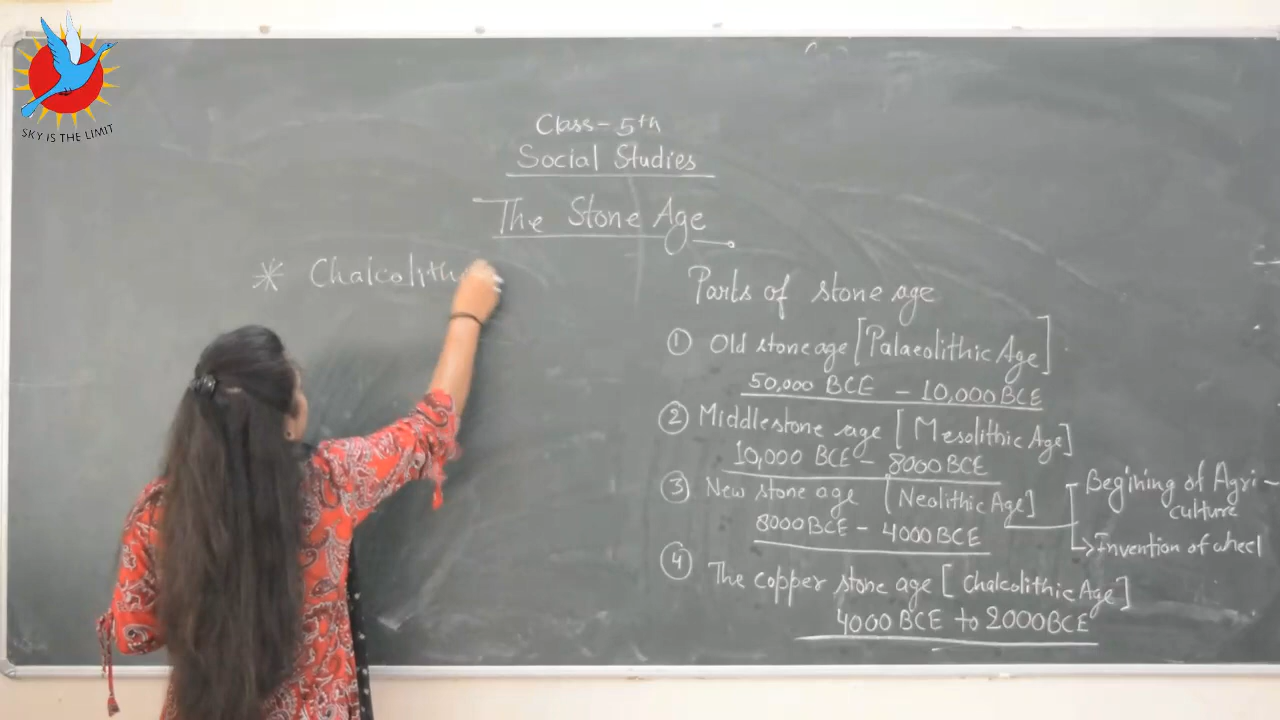 SKY IS THE LIMIT
Class - 5th
Social Studies
The Stone Age
* Chalcolith
Parts of stone age
① Old stone age [Palaeolithic Age]
50,000 BCE - 10,000 BCE
② Middle stone age [Mesolithic Age]
10,000 BCE - 8000 BCE
③ New stone age [Neolithic Age]
8000 BCE - 4000 BCE
Begining of Agri-
culture
Invention of wheel
④ The copper stone age [Chalcolithic Age]
4000 BCE to 2000 BCE